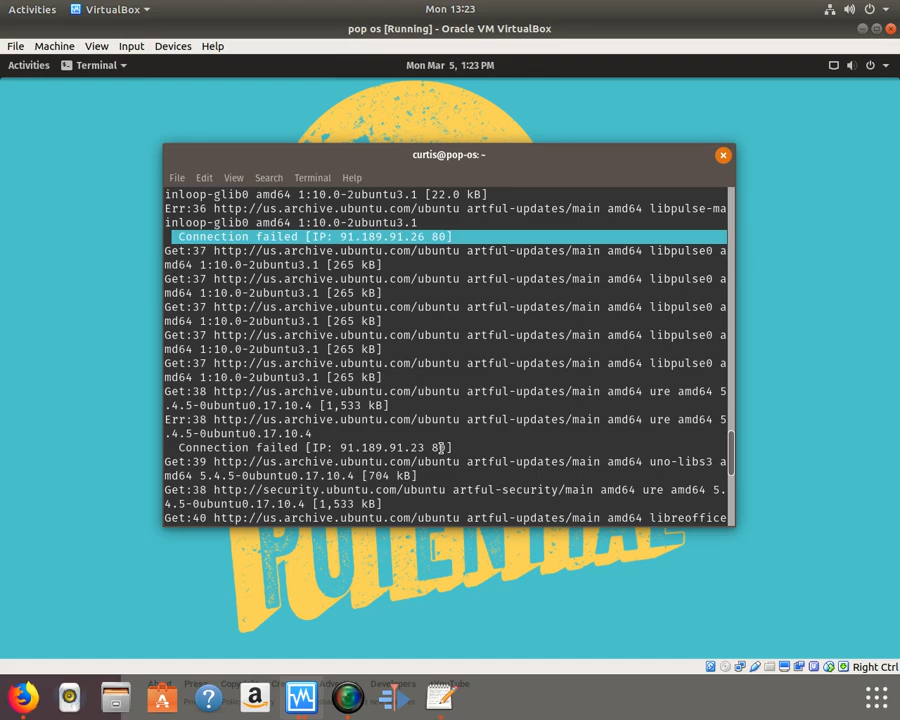 Activities VirtualBox Mon 13:23
pop os [Running] - Oracle VM VirtualBox
File Machine View Input Devices Help
Activities Terminal Mon Mar 5, 1:23 PM
curtis@pop-os: ~
File Edit View Search Terminal Help
inloop-glib0 amd64 1:10.0-2ubuntu3.1 [22.0 kB]
Err:36 http://us.archive.ubuntu.com/ubuntu artful-updates/main amd64 libpulse-ma
inloop-glib0 amd64 1:10.0-2ubuntu3.1
Connection failed [IP: 91.189.91.26 80]
Get:37 http://us.archive.ubuntu.com/ubuntu artful-updates/main amd64 libpulse0 a
md64 1:10.0-2ubuntu3.1 [265 kB]
Get:37 http://us.archive.ubuntu.com/ubuntu artful-updates/main amd64 libpulse0 a
md64 1:10.0-2ubuntu3.1 [265 kB]
Get:37 http://us.archive.ubuntu.com/ubuntu artful-updates/main amd64 libpulse0 a
md64 1:10.0-2ubuntu3.1 [265 kB]
Get:37 http://us.archive.ubuntu.com/ubuntu artful-updates/main amd64 libpulse0 a
md64 1:10.0-2ubuntu3.1 [265 kB]
Get:37 http://us.archive.ubuntu.com/ubuntu artful-updates/main amd64 libpulse0 a
md64 1:10.0-2ubuntu3.1 [265 kB]
Get:38 http://us.archive.ubuntu.com/ubuntu artful-updates/main amd64 ure amd64 5
.4.5-0ubuntu0.17.10.4 [1,533 kB]
Err:38 http://us.archive.ubuntu.com/ubuntu artful-updates/main amd64 ure amd64 5
.4.5-0ubuntu0.17.10.4
Connection failed [IP: 91.189.91.23 80]
Get:39 http://us.archive.ubuntu.com/ubuntu artful-updates/main amd64 uno-libs3 a
md64 5.4.5-0ubuntu0.17.10.4 [704 kB]
Get:38 http://security.ubuntu.com/ubuntu artful-security/main amd64 ure amd64 5.
4.5-0ubuntu0.17.10.4 [1,533 kB]
Get:40 http://us.archive.ubuntu.com/ubuntu artful-updates/main amd64 libreoffice
POTENTIAL
Right Ctrl